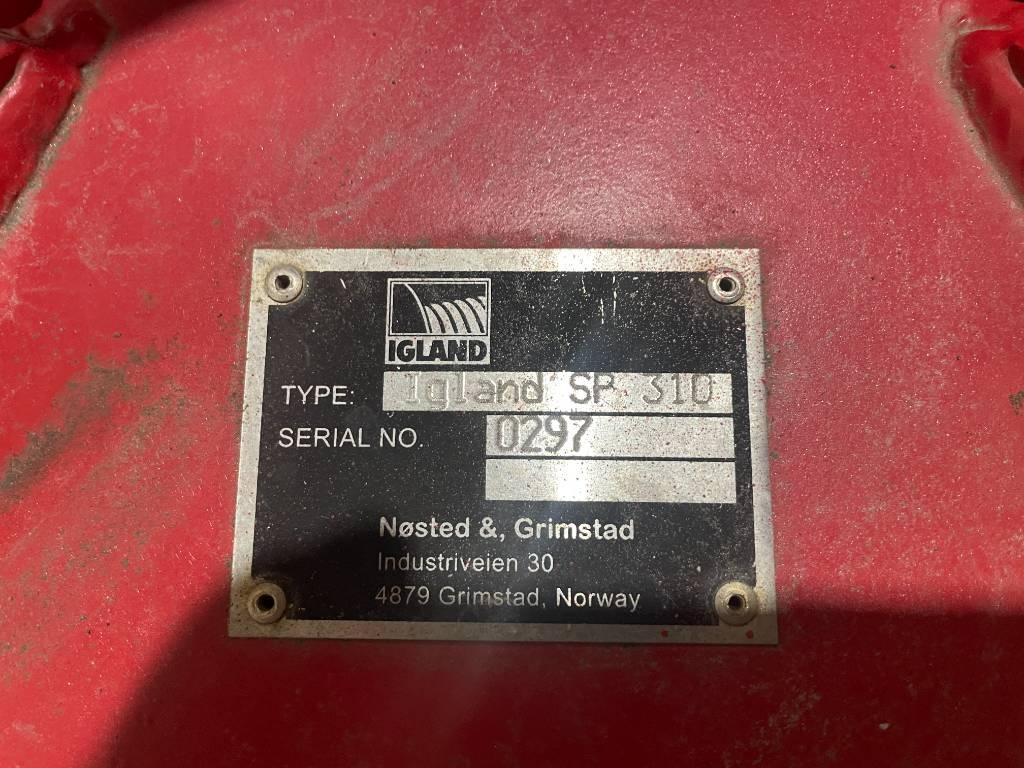 IGLAND
TYPE: Igland SP 310
SERIAL NO. 0297
Nøsted &, Grimstad
Industriveien 30
4879 Grimstad, Norway